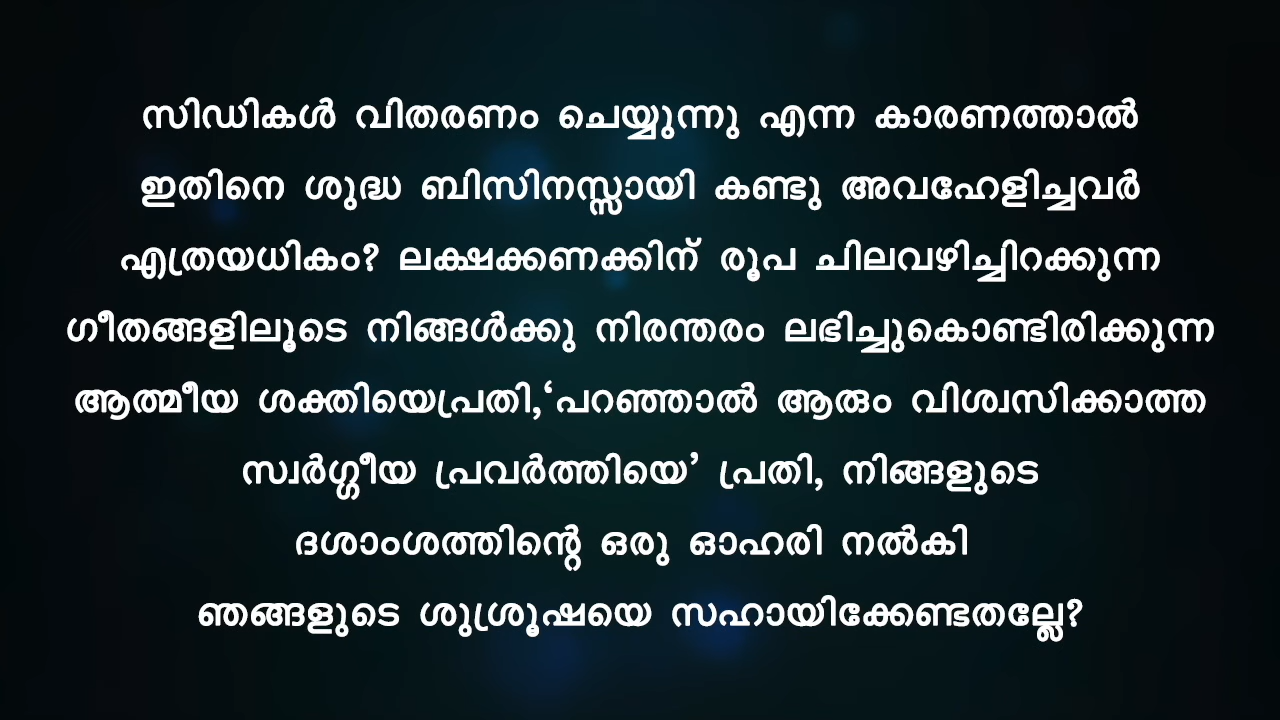 സിഡികൾ വിതരണം ചെയ്യുന്നു എന്ന കാരണത്താൽ
ഇതിനെ ശുദ്ധ ബിസിനസ്സായി കണ്ടു അവഹേളിച്ചവർ
എത്രയധികം? ലക്ഷക്കണക്കിന് രൂപ ചിലവഴിച്ചിറക്കുന്ന
ഗീതങ്ങളിലൂടെ നിങ്ങൾക്കു നിരന്തരം ലഭിച്ചുകൊണ്ടിരിക്കുന്ന
ആത്മീയ ശക്തിയെപ്രതി,‘പറഞ്ഞാൽ ആരും വിശ്വസിക്കാത്ത
സ്വർഗ്ഗീയ പ്രവർത്തിയെ’ പ്രതി, നിങ്ങളുടെ
ദശാംശത്തിന്റെ ഒരു ഓഹരി നൽകി
ഞങ്ങളുടെ ശുശ്രൂഷയെ സഹായിക്കേണ്ടതല്ലേ?